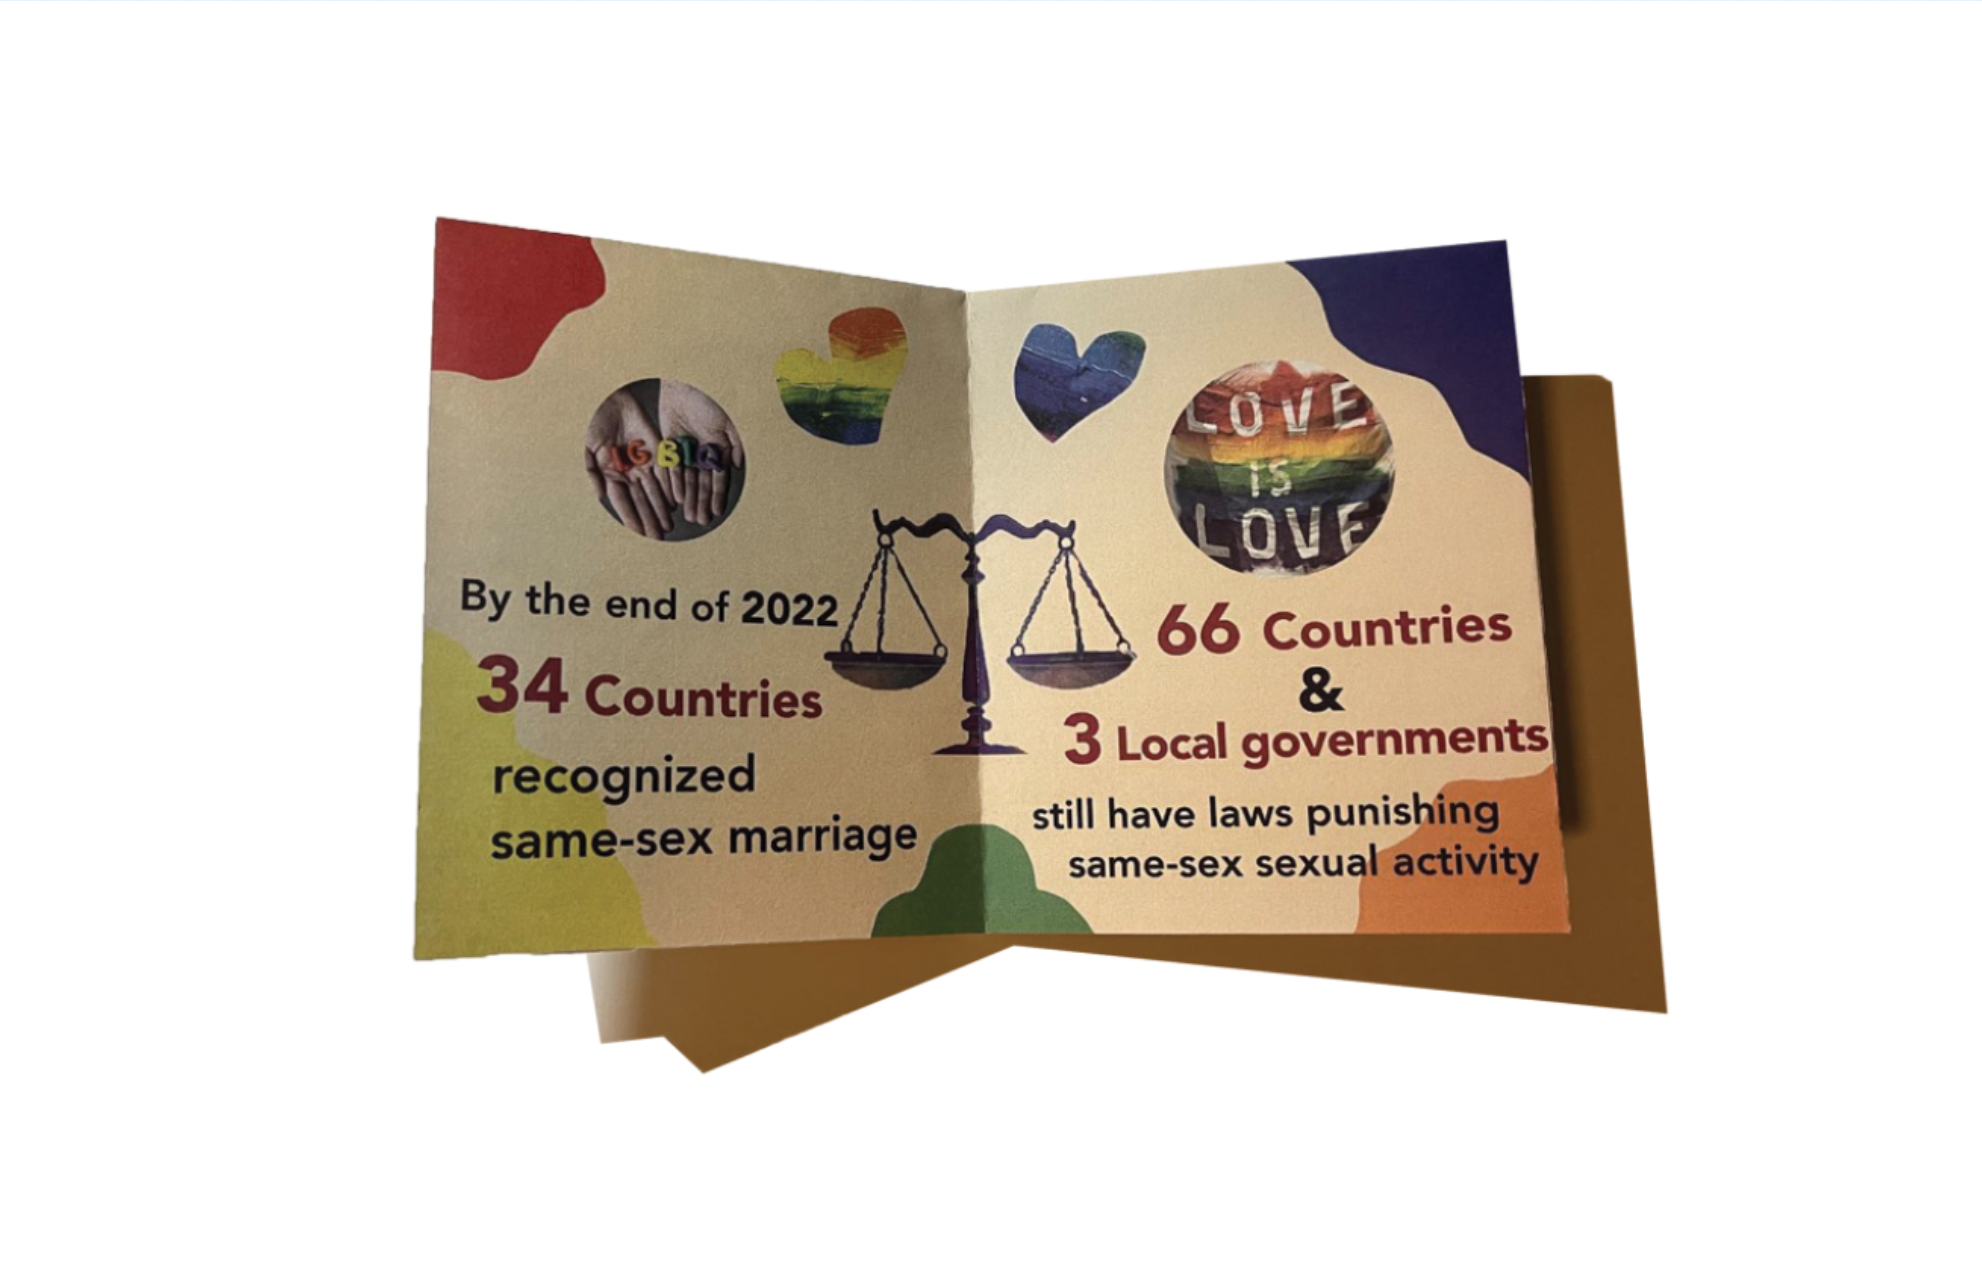 LGBTQ
By the end of 2022
34 Countries
recognized
same-sex marriage
LOVE
IS
LOVE
66 Countries
&
3 Local governments
still have laws punishing
same-sex sexual activity